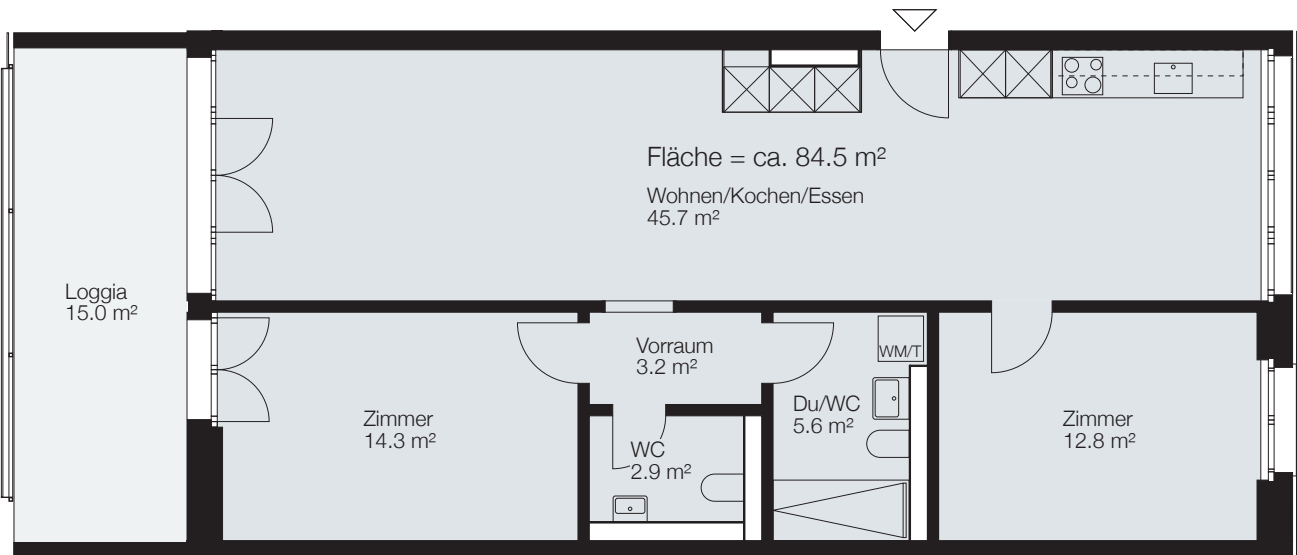 Fläche = ca. 84.5 m²
Wohnen/Kochen/Essen
45.7 m²
Loggia
15.0 m²
Zimmer
14.3 m²
Vorraum
3.2 m²
WC
2.9 m²
WM/T
Du/WC
5.6 m²
Zimmer
12.8 m²